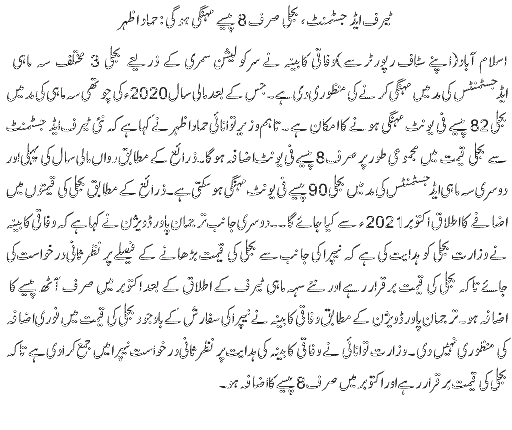 ٹیرف ایڈجسٹمنٹ، بجلی صرف 8 پیسے مہنگی ہوگی: حماد اظہر
اسلام آباد (اپنے سٹاف رپورٹر سے) وفاقی کابینہ نے سرکولیشن سمری کے ذریعے بجلی 3 مختلف سہ ماہی
ایڈجسٹمنٹس کی مد میں مہنگی کرنے کی منظوری دی ہے۔ جس کے بعد مالی سال 2020ء کی چوتھی سہ ماہی کی مد میں
بجلی 82 پیسے فی یونٹ مہنگی ہونے کا امکان ہے۔ تاہم وزیر توانائی حماد اظہر نے کہا ہے کہ نئی ٹیرف ایڈجسٹمنٹ
سے بجلی قیمت میں مجموعی طور پر صرف 8 پیسے فی یونٹ اضافہ ہوگا۔ ذرائع کے مطابق رواں مالی سال کی پہلی اور
دوسری سہ ماہی ایڈجسٹمنٹس کی مد میں بجلی 90 پیسے فی یونٹ مہنگی ہوسکتی ہے۔ ذرائع کے مطابق بجلی کی قیمتوں میں
اضافے کا اطلاق اکتوبر 2021ء سے کیا جائے گا۔۔۔ دوسری جانب ترجمان پاور ڈویژن نے کہا ہے کہ وفاقی کابینہ
نے وزارت بجلی کو ہدایت کی ہے کہ نیپرا کی جانب سے بجلی کی قیمت بڑھانے کے فیصلے پر نظرثانی درخواست کی
جائے تاکہ بجلی کی قیمت برقرار رہے اور نئے سہ ماہی ٹیرف کے اطلاق کے بعد اکتوبر میں صرف آٹھ پیسے کا
اضافہ ہو۔ ترجمان پاور ڈویژن کے مطابق وفاقی کابینہ نے نیپرا کی سفارش کے باوجود بجلی کی قیمت میں فوری اضافہ
کی منظوری نہیں دی۔ وزارت توانائی نے وفاقی کابینہ کی ہدایت پر نظرثانی درخواست نیپرا میں جمع کرادی ہے تاکہ
بجلی کی قیمت برقرار رہے اور اکتوبر میں صرف 8 پیسے کا اضافہ ہو۔